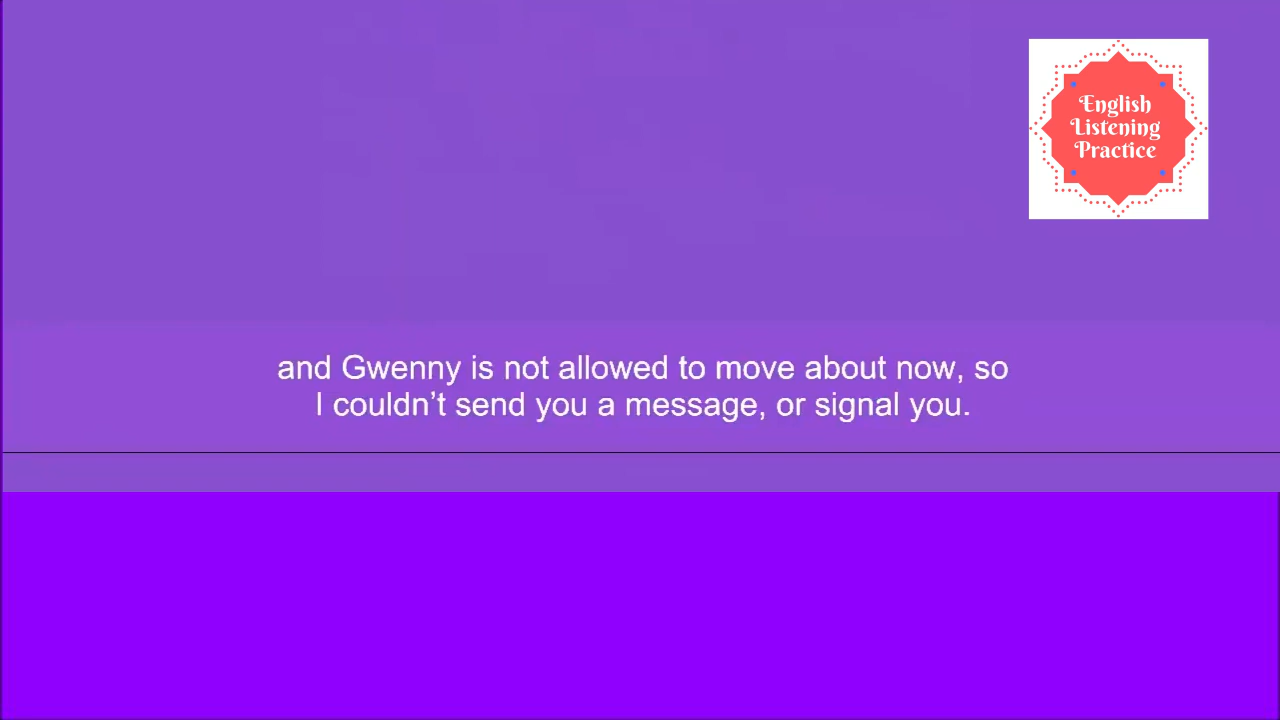 English
Listening
Practice
and Gwenny is not allowed to move about now, so
I couldn’t send you a message, or signal you.